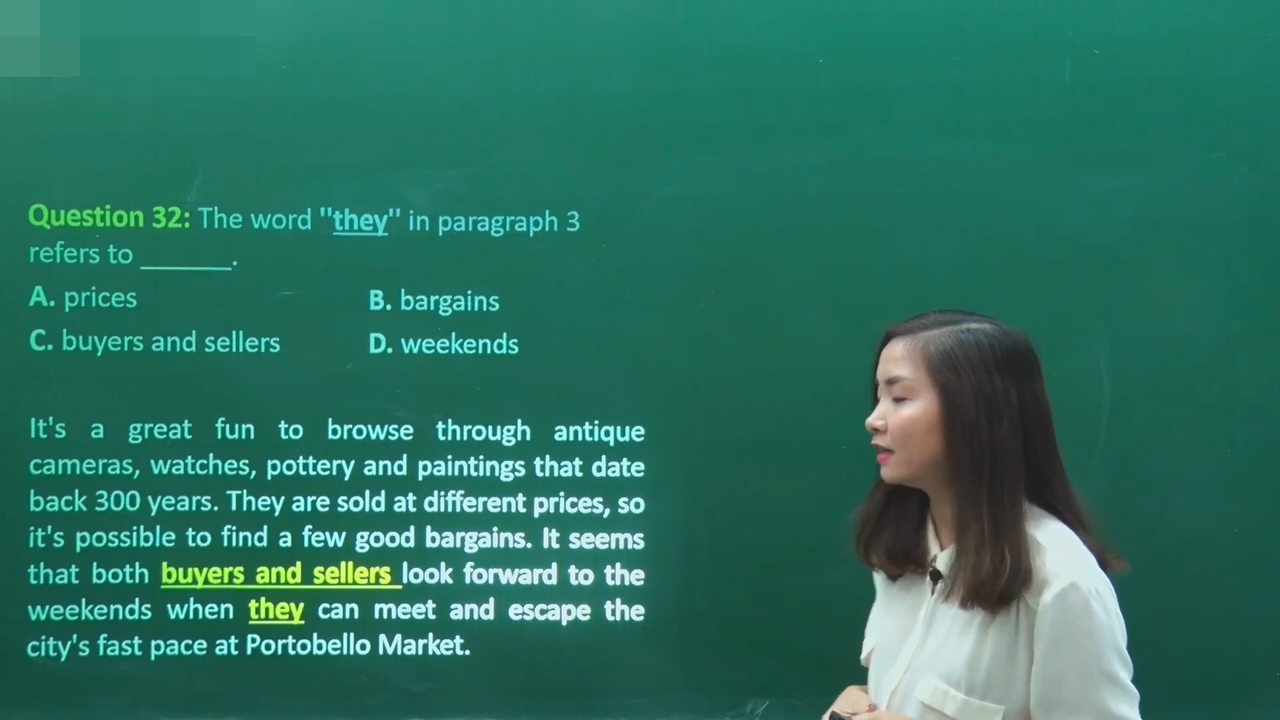 Question 32: The word "they" in paragraph 3
refers to ______.
A. prices B. bargains
C. buyers and sellers D. weekends
It's a great fun to browse through antique
cameras, watches, pottery and paintings that date
back 300 years. They are sold at different prices, so
it's possible to find a few good bargains. It seems
that both buyers and sellers look forward to the
weekends when they can meet and escape the
city's fast pace at Portobello Market.